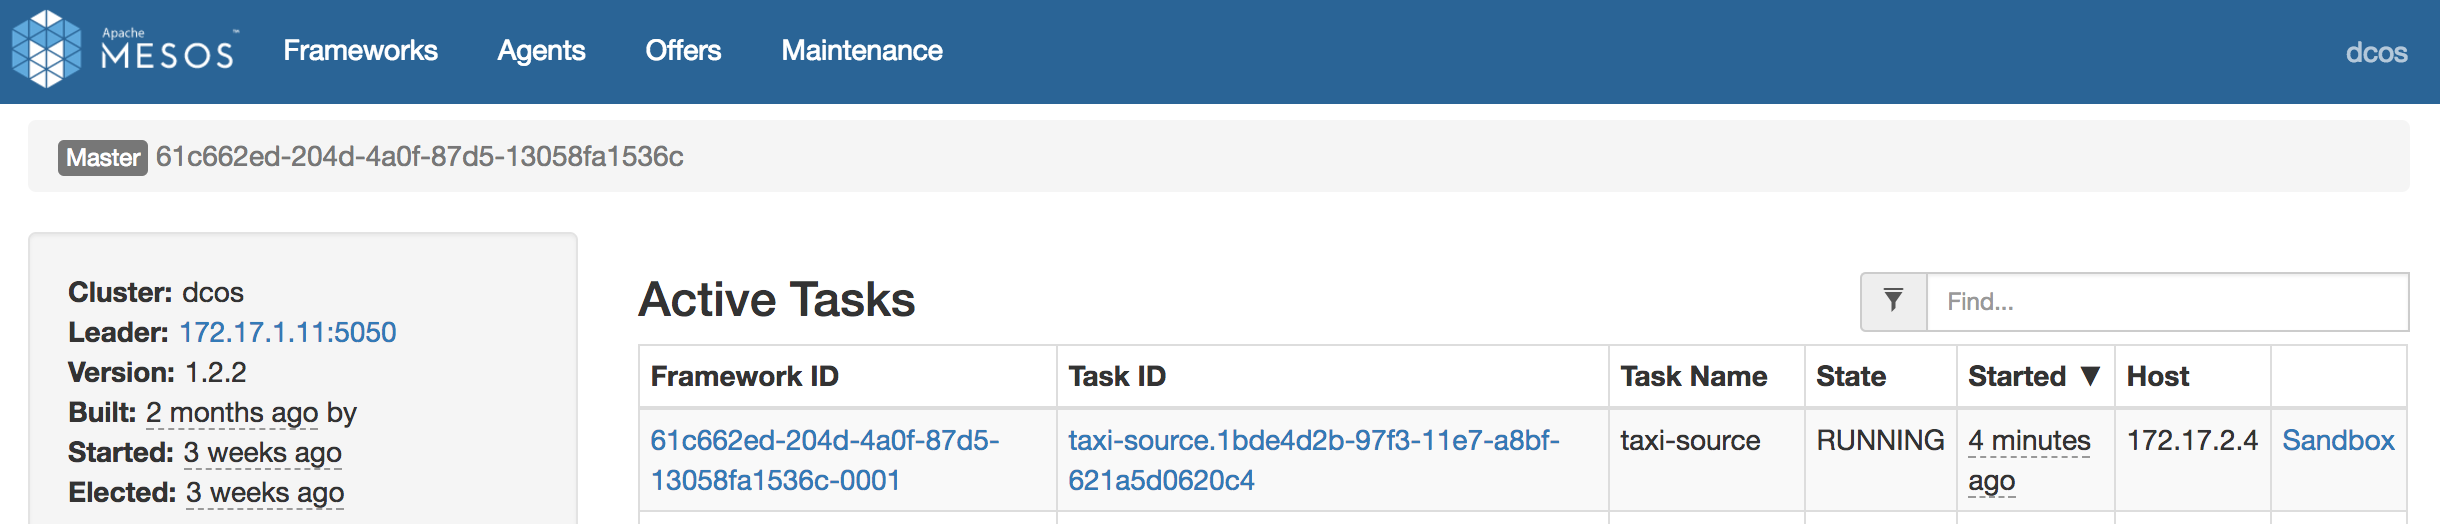 Apache
MESOS™
Frameworks Agents Offers Maintenance dcos
Master 61c662ed-204d-4a0f-87d5-13058fa1536c
Cluster: dcos
Leader: 172.17.1.11:5050
Version: 1.2.2
Built: 2 months ago by
Started: 3 weeks ago
Elected: 3 weeks ago
Active Tasks
Find...
Framework ID Task ID Task Name State Started ▼ Host
61c662ed-204d-4a0f-87d5- taxi-source.1bde4d2b-97f3-11e7-a8bf- taxi-source RUNNING 4 minutes 172.17.2.4 Sandbox
13058fa1536c-0001 621a5d0620c4 ago